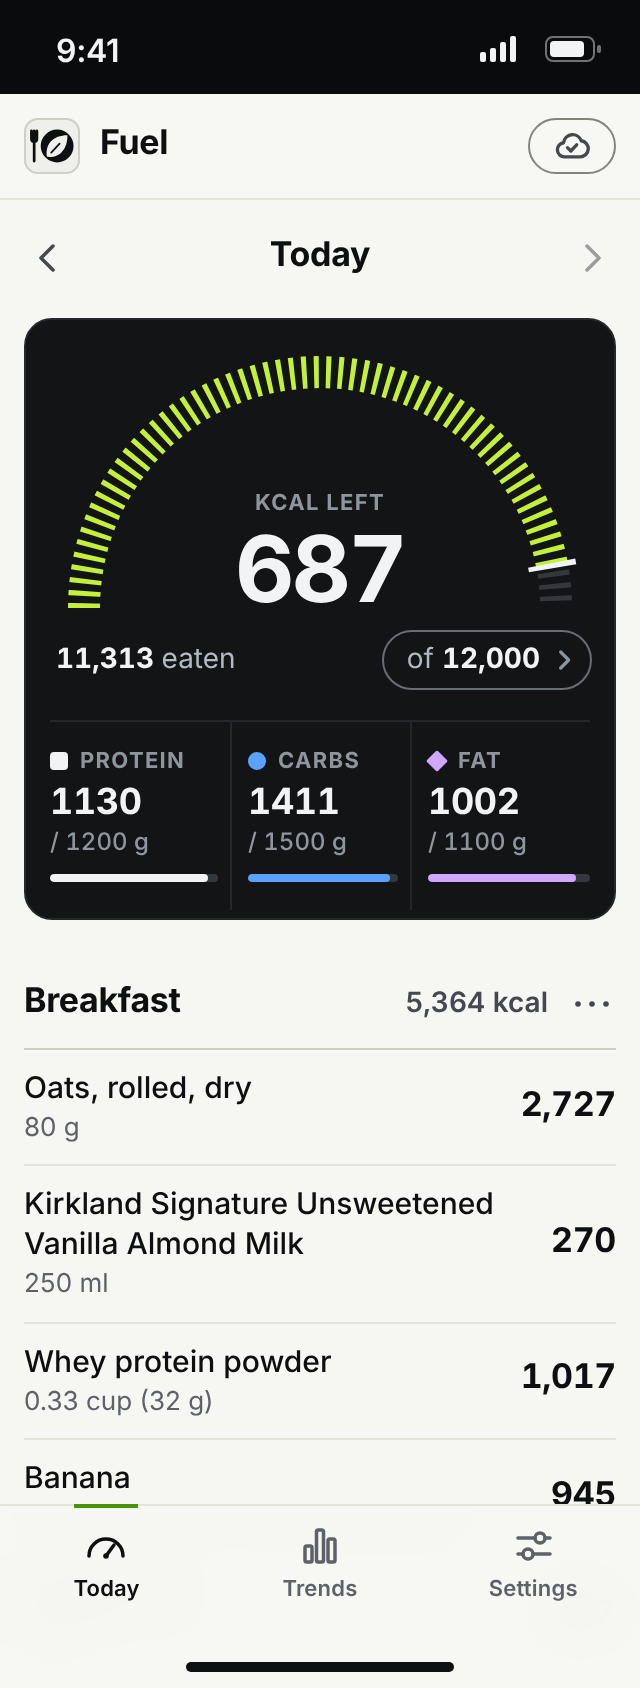 9:41
Fuel
Today
KCAL LEFT
687
11,313 eaten
of 12,000
PROTEIN
1130
/ 1200 g
CARBS
1411
/ 1500 g
FAT
1002
/ 1100 g
Breakfast
5,364 kcal
Oats, rolled, dry
80 g
2,727
Kirkland Signature Unsweetened
Vanilla Almond Milk
250 ml
270
Whey protein powder
0.33 cup (32 g)
1,017
Banana
945
Today
Trends
Settings